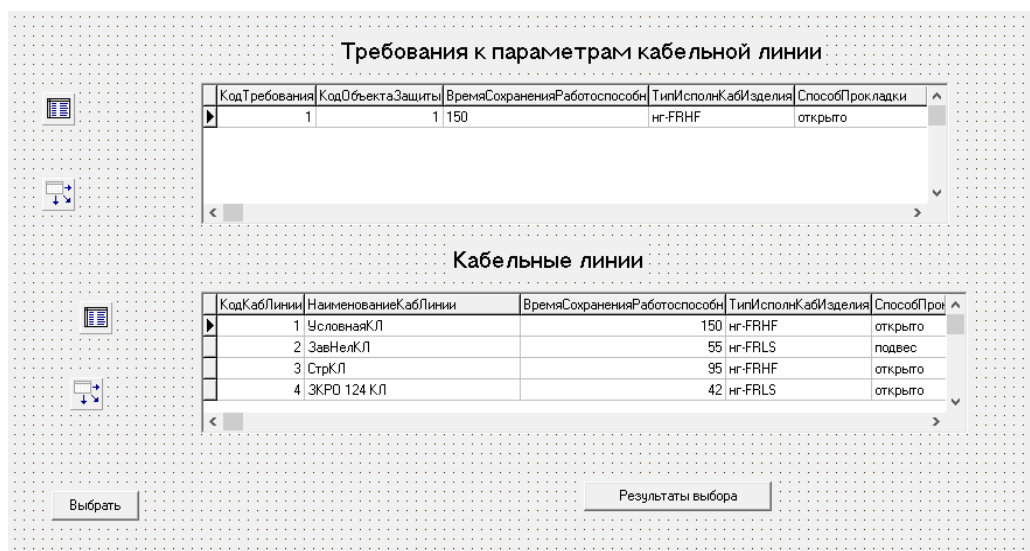 Требования к параметрам кабельной линии
КодТребования КодОбъектаЗащиты ВремяСохраненияРаботоспособн ТипИсполнКабИзделия СпособПрокладки
1 1 150 нг-FRHF открыто
Кабельные линии
КодКабЛинии НаименованиеКабЛинии ВремяСохраненияРаботоспособн ТипИсполнКабИзделия СпособПрок
1 УсловнаяКЛ 150 нг-FRHF открыто
2 ЗавНелКЛ 55 нг-FRLS подвес
3 СтрКЛ 95 нг-FRHF открыто
4 ЗКРО 124 КЛ 42 нг-FRLS открыто
Выбрать Результаты выбора